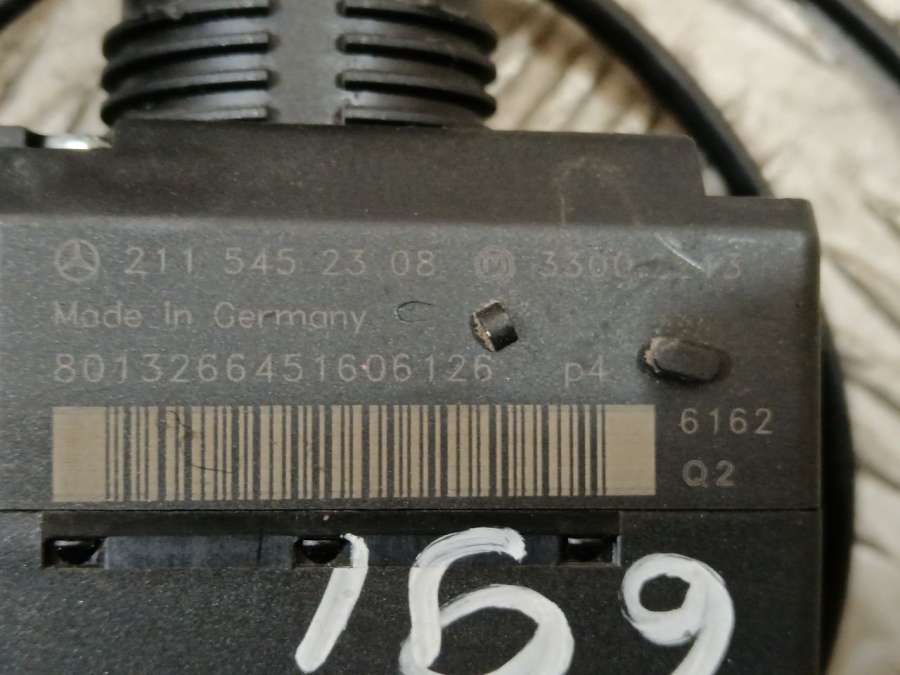 211 545 23 08
Made In Germany
8013266451606126 p4
6162
Q2
169